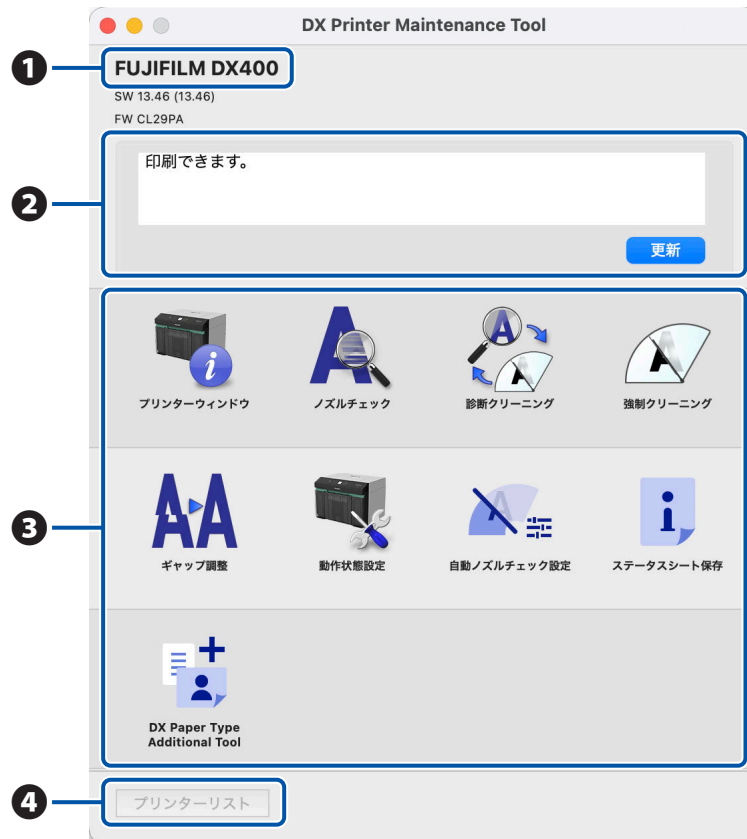 DX Printer Maintenance Tool
❶
FUJIFILM DX400
SW 13.46 (13.46)
FW CL29PA
❷
印刷できます。
更新
プリンターウィンドウ
ノズルチェック
診断クリーニング
強制クリーニング
❸
ギャップ調整
動作状態設定
自動ノズルチェック設定
ステータスシート保存
DX Paper Type
Additional Tool
❹
プリンターリスト